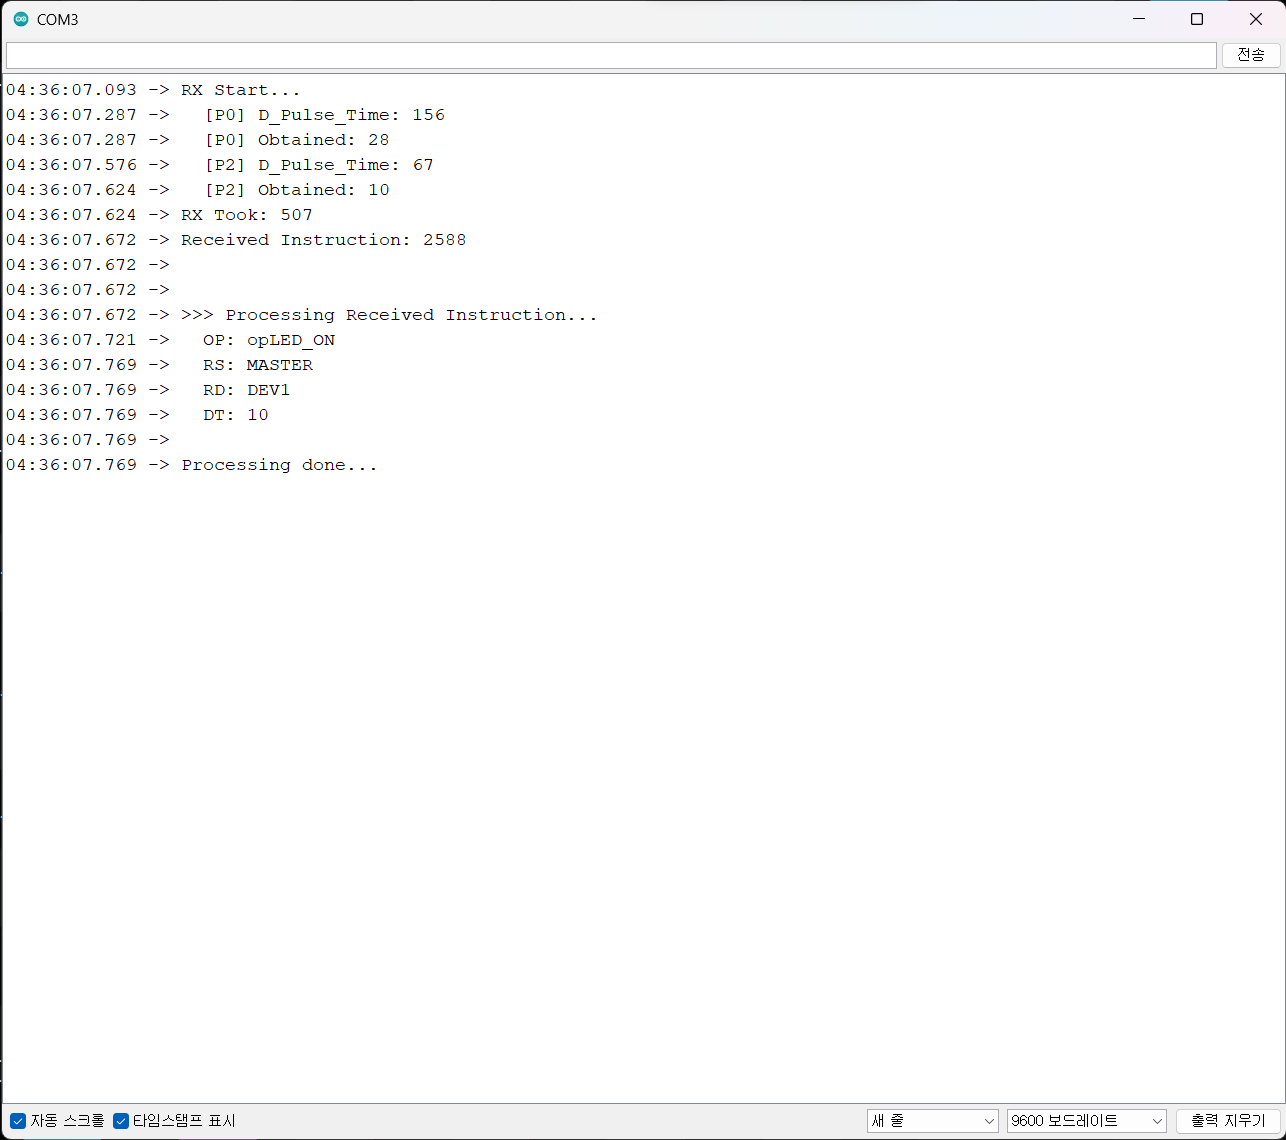 COM3
전송
04:36:07.093 -> RX Start...
04:36:07.287 ->   [P0] D_Pulse_Time: 156
04:36:07.287 ->   [P0] Obtained: 28
04:36:07.576 ->   [P2] D_Pulse_Time: 67
04:36:07.624 ->   [P2] Obtained: 10
04:36:07.624 -> RX Took: 507
04:36:07.672 -> Received Instruction: 2588
04:36:07.672 ->
04:36:07.672 ->
04:36:07.672 -> >>> Processing Received Instruction...
04:36:07.721 ->   OP: opLED_ON
04:36:07.769 ->   RS: MASTER
04:36:07.769 ->   RD: DEV1
04:36:07.769 ->   DT: 10
04:36:07.769 ->
04:36:07.769 -> Processing done...
자동 스크롤 타임스탬프 표시 새 줄 9600 보드레이트 출력 지우기